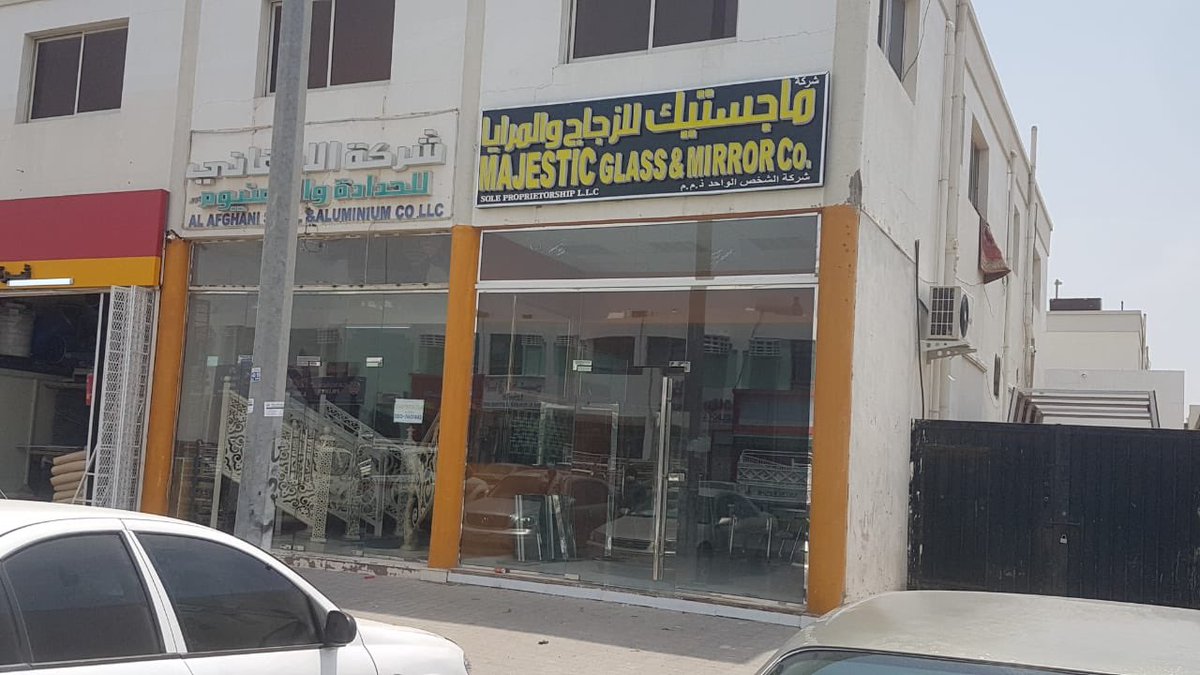 شركة
ماجستيك للزجاج والمرايا
MAJESTIC GLASS & MIRROR CO.
شركة الشخص الواحد ذ.م.م
SOLE PROPRIETORSHIP L.L.C
شركة
للحدادة
AL AFGHANI & ALUMINIUM CO LLC